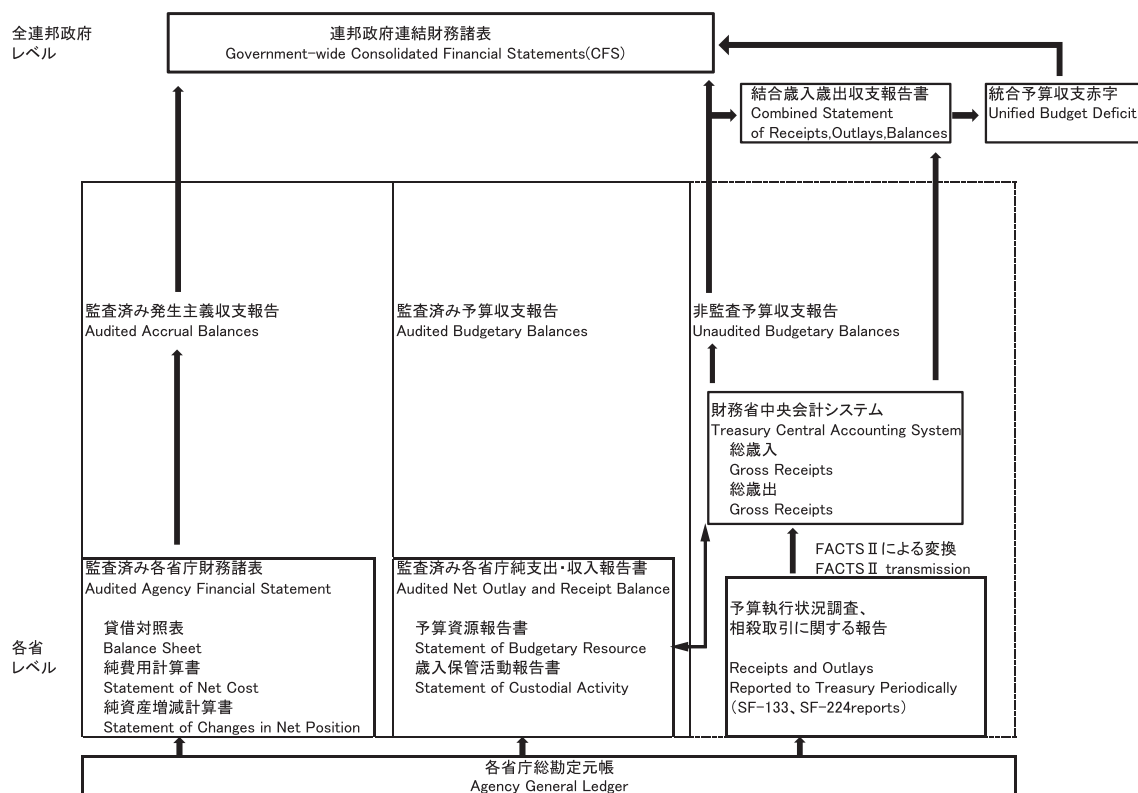 全連邦政府
レベル
連邦政府連結財務諸表
Government-wide Consolidated Financial Statements(CFS)
結合歳入歳出収支報告書
Combined Statement
of Receipts,Outlays,Balances
統合予算収支赤字
Unified Budget Deficit
監査済み発生主義収支報告
Audited Accrual Balances
監査済み予算収支報告
Audited Budgetary Balances
非監査予算収支報告
Unaudited Budgetary Balances
財務省中央会計システム
Treasury Central Accounting System
総歳入
Gross Receipts
総歳出
Gross Receipts
FACTSⅡによる変換
FACTSⅡ transmission
各省
レベル
監査済み各省庁財務諸表
Audited Agency Financial Statement
貸借対照表
Balance Sheet
純費用計算書
Statement of Net Cost
純資産増減計算書
Statement of Changes in Net Position
監査済み各省庁純支出・収入報告書
Audited Net Outlay and Receipt Balance
予算資源報告書
Statement of Budgetary Resource
歳入保管活動報告書
Statement of Custodial Activity
予算執行状況調査、
相殺取引に関する報告
Receipts and Outlays
Reported to Treasury Periodically
(SF-133、SF-224reports)
各省庁総勘定元帳
Agency General Ledger